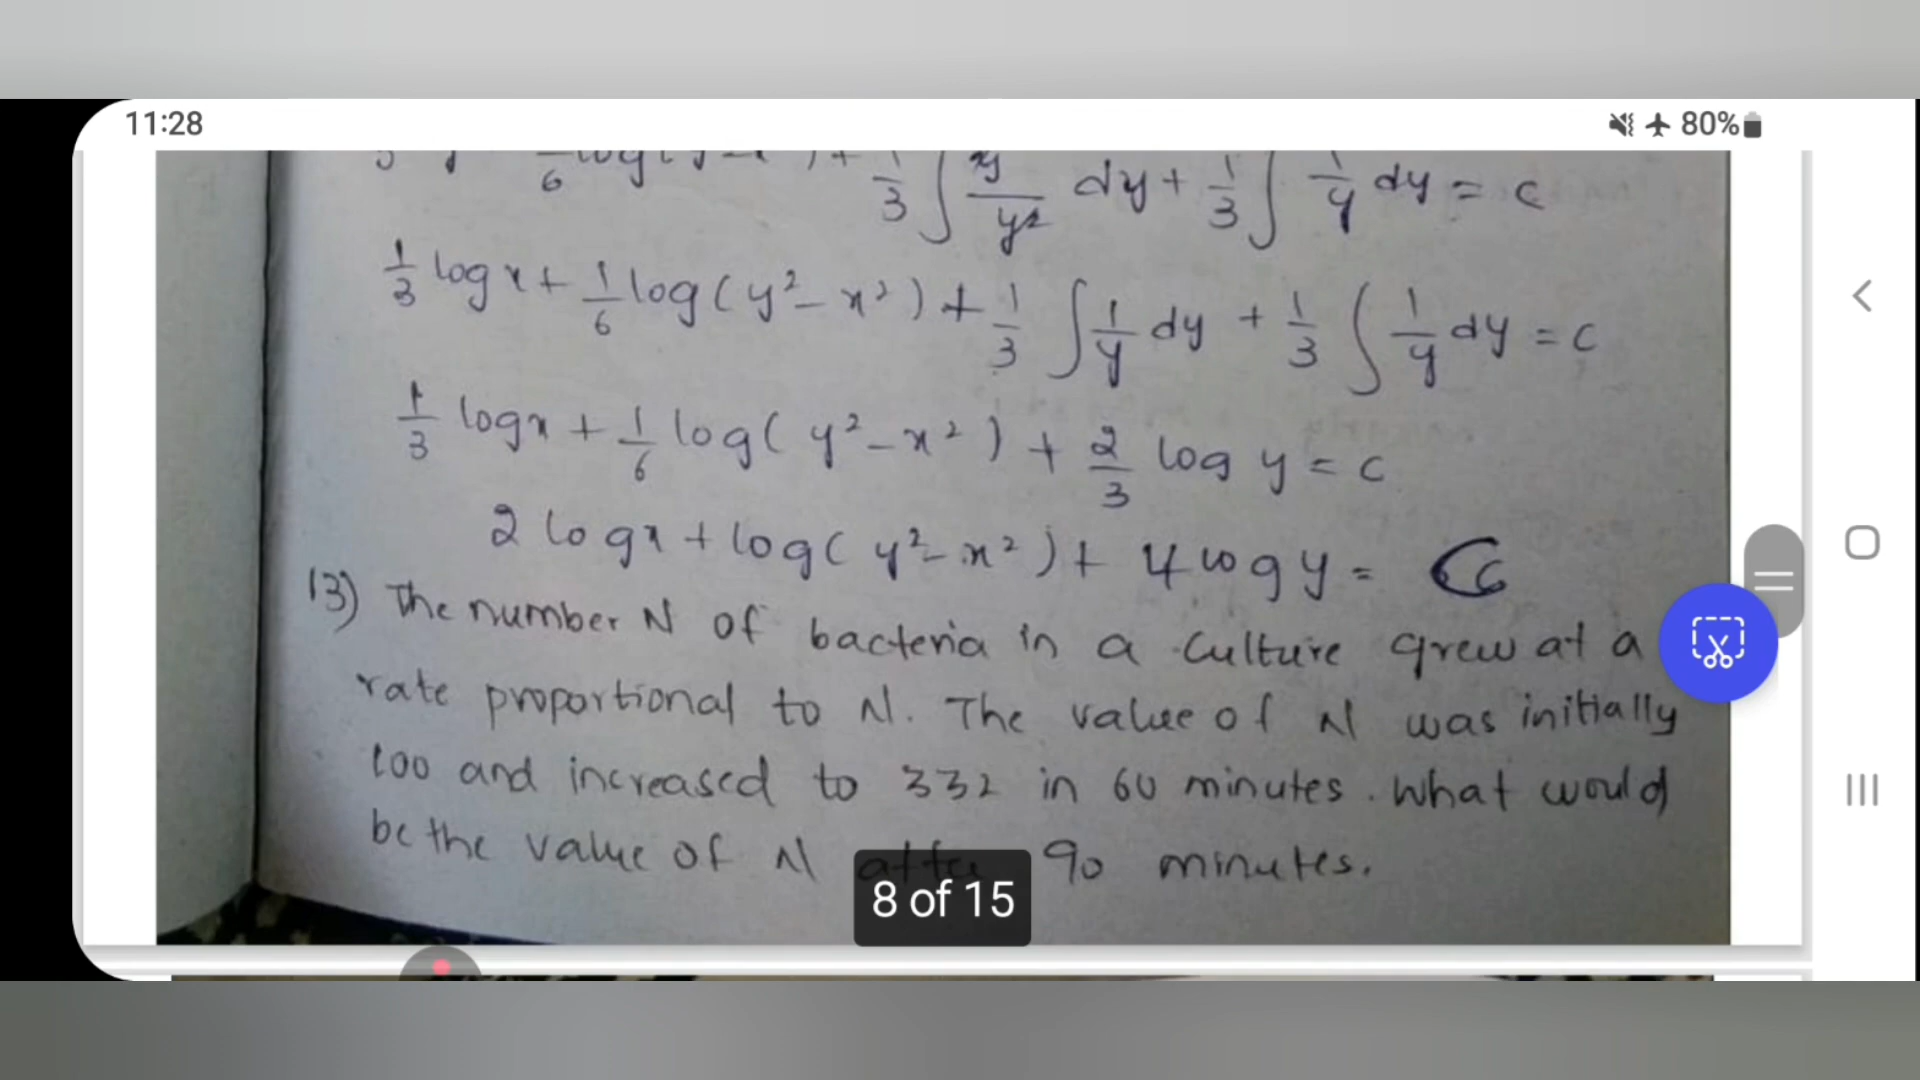 11:28 80%
1/3 ∫ y/y² dy + 1/3 ∫ 1/y dy = c
1/3 log x + 1/6 log (y² - x²) + 1/3 ∫ 1/y dy + 1/3 ∫ 1/y dy = c
1/3 log x + 1/6 log ( y² - x² ) + 2/3 log y = c
2 log x + log ( y² - x² ) + 4 log y =
13) The number N of bacteria in a culture grew at a
rate proportional to N. The value of N was initially
100 and increased to 332 in 60 minutes. What would
be the value of N after 90 minutes.
8 of 15